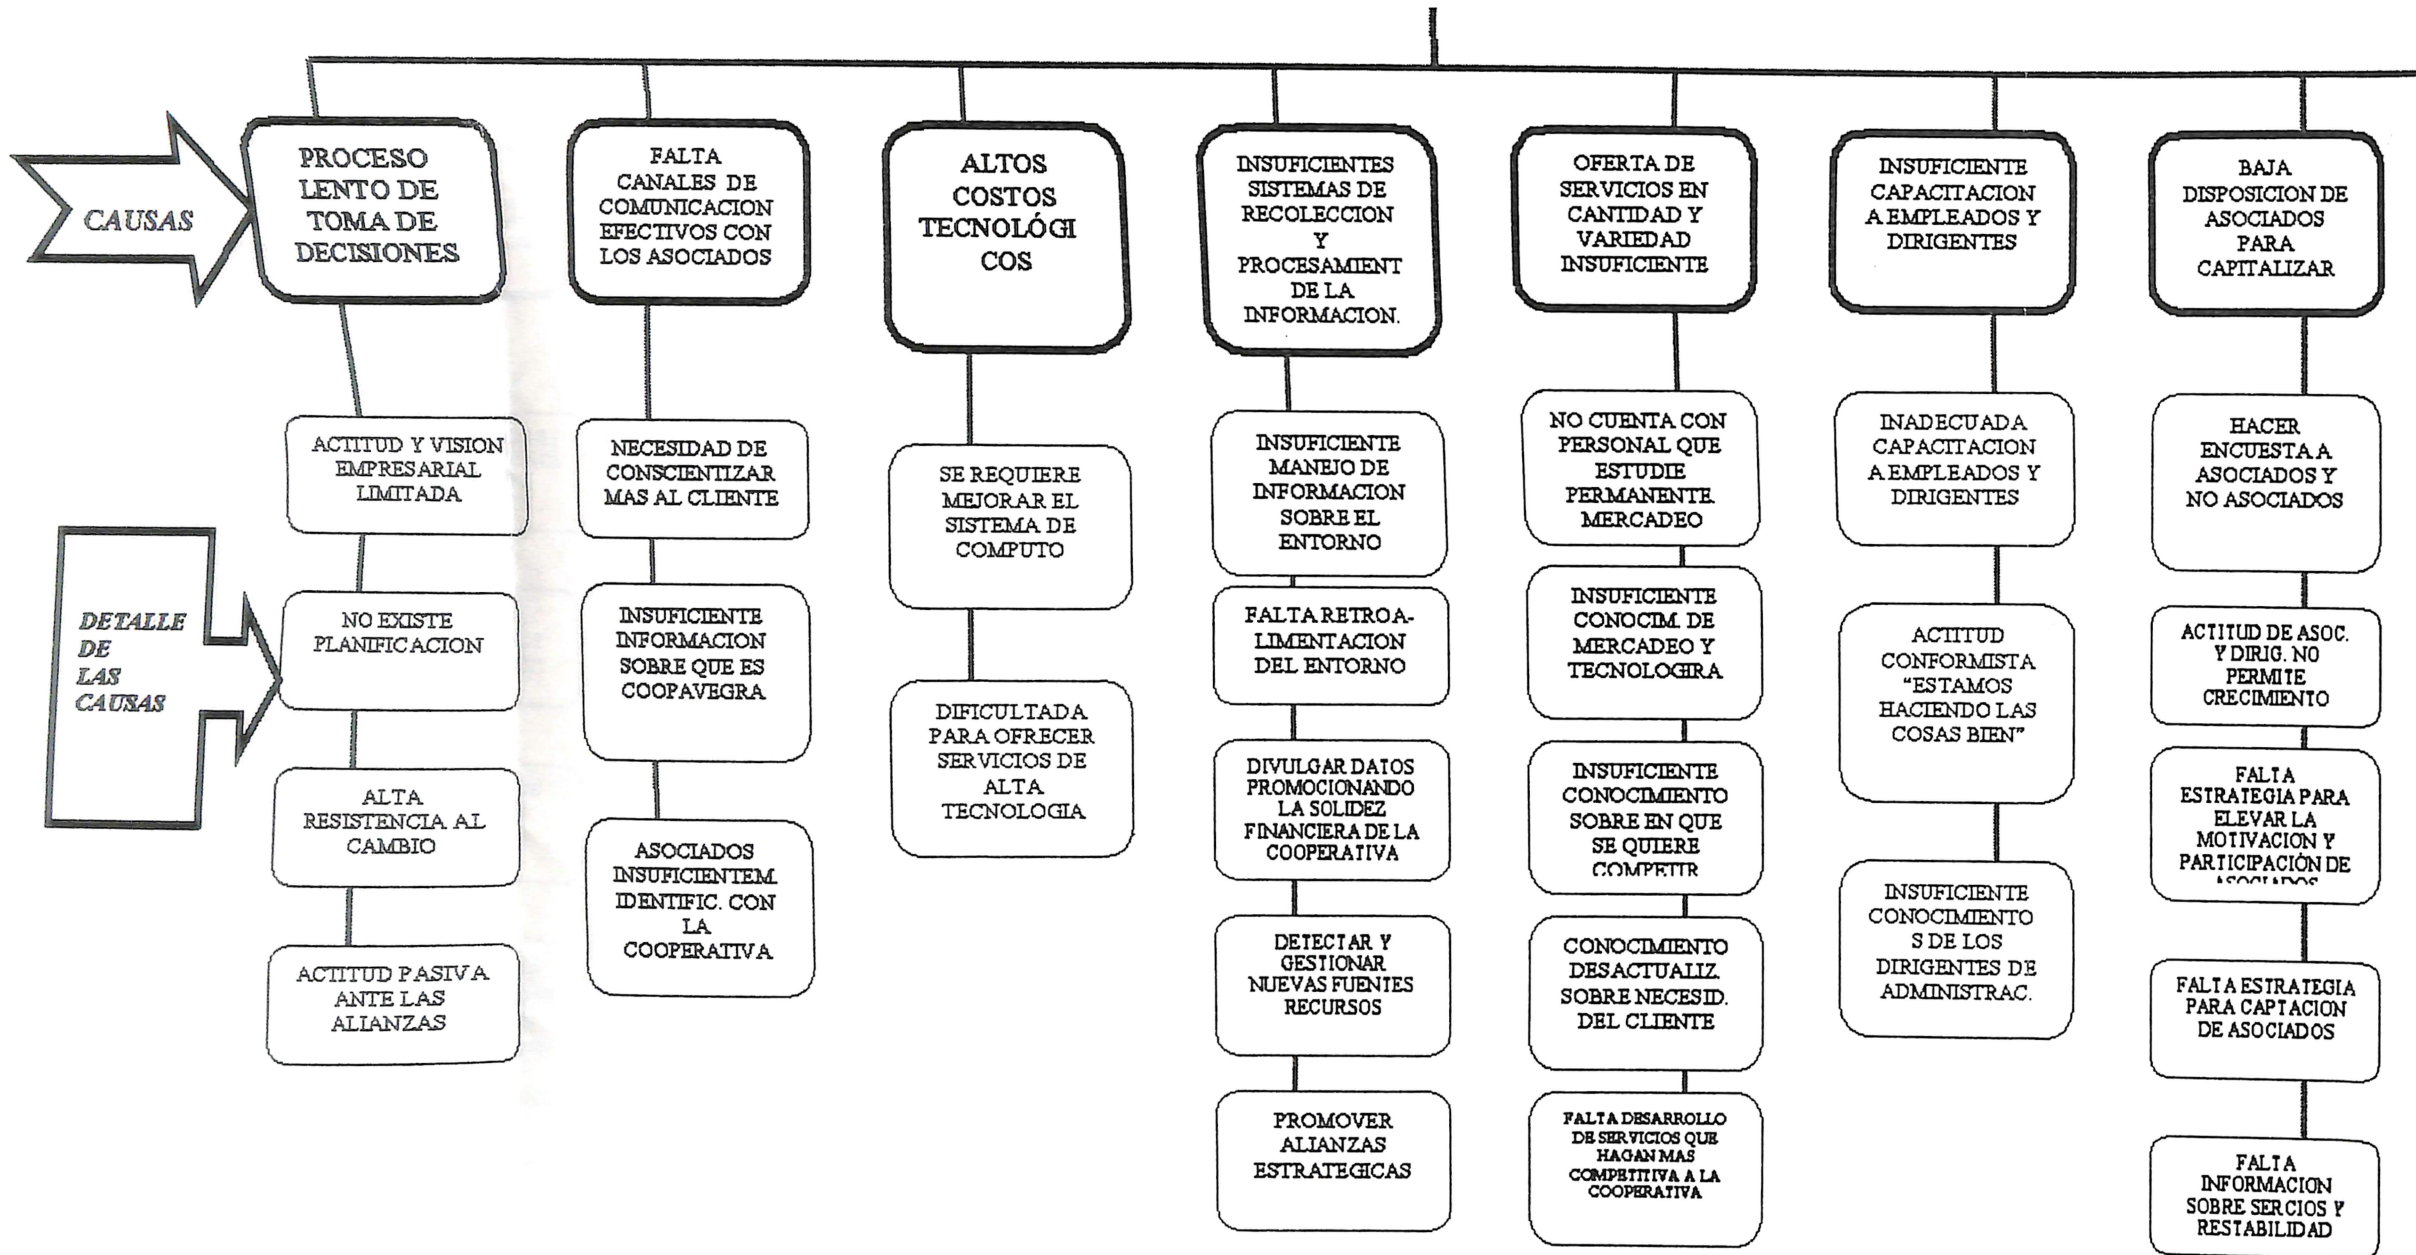 CAUSAS
PROCESO
LENTO DE
TOMA DE
DECISIONES
FALTA
CANALES DE
COMUNICACION
EFECTIVOS CON
LOS ASOCIADOS
ALTOS
COSTOS
TECNOLÓGI
COS
INSUFICIENTES
SISTEMAS DE
RECOLECCION
Y
PROCESAMIENT
DE LA
INFORMACION.
OFERTA DE
SERVICIOS EN
CANTIDAD Y
VARIEDAD
INSUFICIENTE
INSUFICIENTE
CAPACITACION
A EMPLEADOS Y
DIRIGENTES
BAJA
DISPOSICION DE
ASOCIADOS
PARA
CAPITALIZAR
DETALLE
DE
LAS
CAUSAS
ACTITUD Y VISION
EMPRESARIAL
LIMITADA
NO EXISTE
PLANIFICACION
ALTA
RESISTENCIA AL
CAMBIO
ACTITUD PASIVA
ANTE LAS
ALIANZAS
NECESIDAD DE
CONSCIENTIZAR
MAS AL CLIENTE
INSUFICIENTE
INFORMACION
SOBRE QUE ES
COOPAVEGRA
ASOCIADOS
INSUFICIENTEM.
IDENTIFIC. CON
LA
COOPERATIVA
SE REQUIERE
MEJORAR EL
SISTEMA DE
COMPUTO
DIFICULTADA
PARA OFRECER
SERVICIOS DE
ALTA
TECNOLOGIA
INSUFICIENTE
MANEJO DE
INFORMACION
SOBRE EL
ENTORNO
FALTA RETROA-
LIMENTACION
DEL ENTORNO
DIVULGAR DATOS
PROMOCIONANDO
LA SOLIDEZ
FINANCIERA DE LA
COOPERATIVA
DETECTAR Y
GESTIONAR
NUEVAS FUENTES
RECURSOS
PROMOVER
ALIANZAS
ESTRATEGICAS
NO CUENTA CON
PERSONAL QUE
ESTUDIE
PERMANENTE.
MERCADEO
INSUFICIENTE
CONOCIM. DE
MERCADEO Y
TECNOLOGIRA
INSUFICIENTE
CONOCIMIENTO
SOBRE EN QUE
SE QUIERE
COMPETIR
CONOCIMIENTO
DESACTUALIZ.
SOBRE NECESID.
DEL CLIENTE
FALTA DESARROLLO
DE SERVICIOS QUE
HAGAN MAS
COMPETITIVA A LA
COOPERATIVA
INADECUADA
CAPACITACION
A EMPLEADOS Y
DIRIGENTES
ACTITUD
CONFORMISTA
“ESTAMOS
HACIENDO LAS
COSAS BIEN”
INSUFICIENTE
CONOCIMIENTO
S DE LOS
DIRIGENTES DE
ADMINISTRAC.
HACER
ENCUESTA A
ASOCIADOS Y
NO ASOCIADOS
ACTITUD DE ASOC.
Y DIRIG. NO
PERMITE
CRECIMIENTO
FALTA
ESTRATEGIA PARA
ELEVAR LA
MOTIVACION Y
PARTICIPACIÓN DE
ASOCIADOS
FALTA ESTRATEGIA
PARA CAPTACION
DE ASOCIADOS
FALTA
INFORMACION
SOBRE SERCIOS Y
RESTABILIDAD